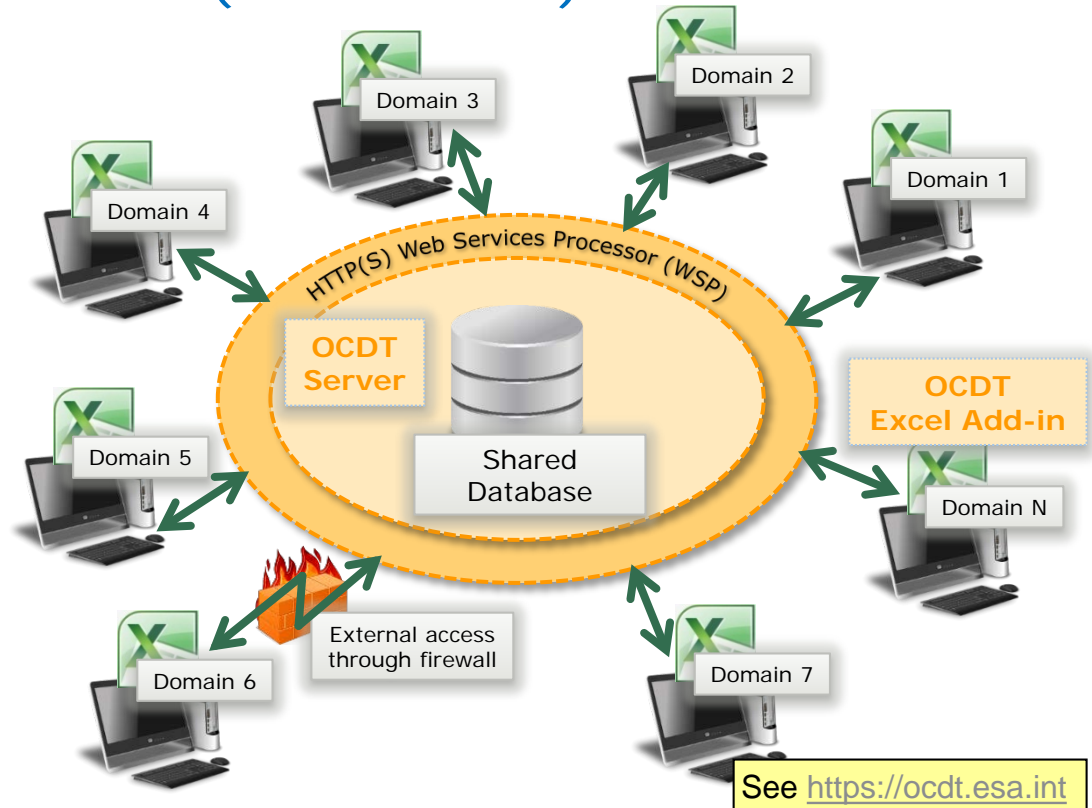 Domain 3
Domain 2
Domain 4
Domain 1
HTTP(S) Web Services Processor (WSP)
OCDT
Server
OCDT
Excel Add-in
Domain 5
Shared
Database
Domain N
External access
through firewall
Domain 6
Domain 7
See https://ocdt.esa.int